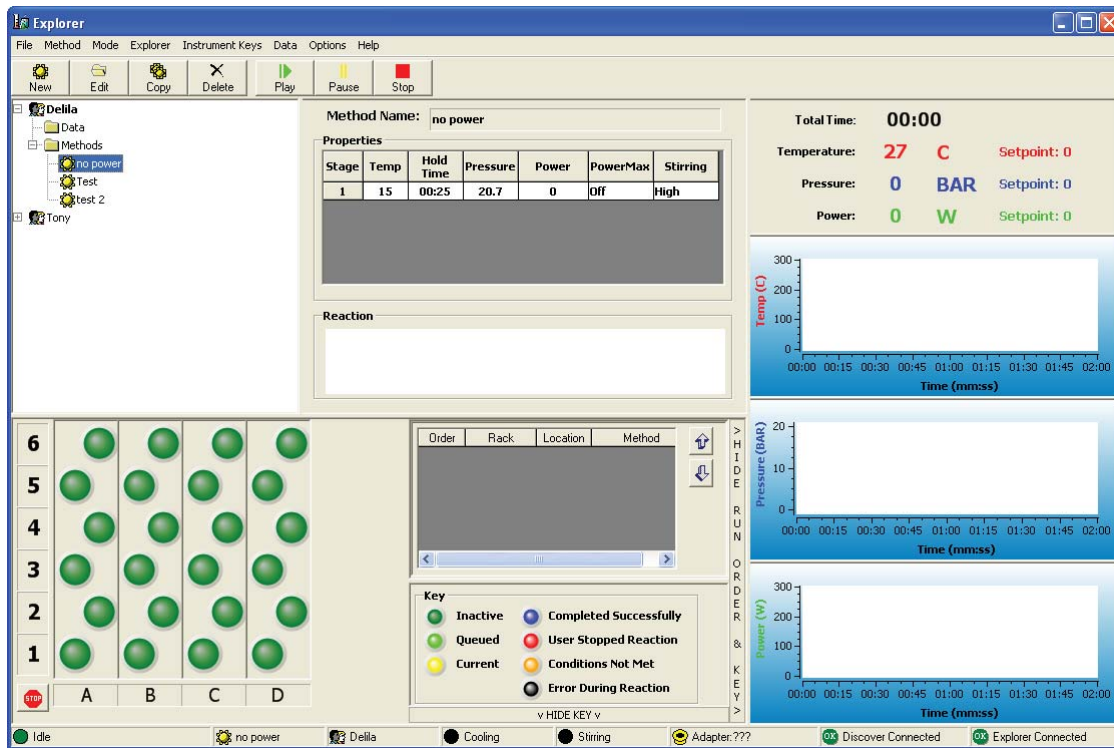 Explorer
File Method Mode Explorer Instrument Keys Data Options Help
New Edit Copy Delete Play Pause Stop
Delila
Data
Methods
no power
Test
test 2
Tony
Method Name: no power
Properties
Stage Temp Hold Time Pressure Power PowerMax Stirring
1 15 00:25 20.7 0 Off High
Reaction
Total Time: 00:00
Temperature: 27 C Setpoint: 0
Pressure: 0 BAR Setpoint: 0
Power: 0 W Setpoint: 0
Temp (C)
300
200
100
0
00:00 00:15 00:30 00:45 01:00 01:15 01:30 01:45 02:00
Time (mm:ss)
Pressure (BAR)
20
10
0
00:00 00:15 00:30 00:45 01:00 01:15 01:30 01:45 02:00
Time (mm:ss)
Power (W)
300
200
100
0
00:00 00:15 00:30 00:45 01:00 01:15 01:30 01:45 02:00
Time (mm:ss)
6
5
4
3
2
1
STOP A B C D
Order Rack Location Method
Key
Inactive Completed Successfully
Queued User Stopped Reaction
Current Conditions Not Met
Error During Reaction
v HIDE KEY v
> HIDE RUN ORDER & KEY >
Idle no power Delila Cooling Stirring Adapter:??? OK Discover Connected OK Explorer Connected